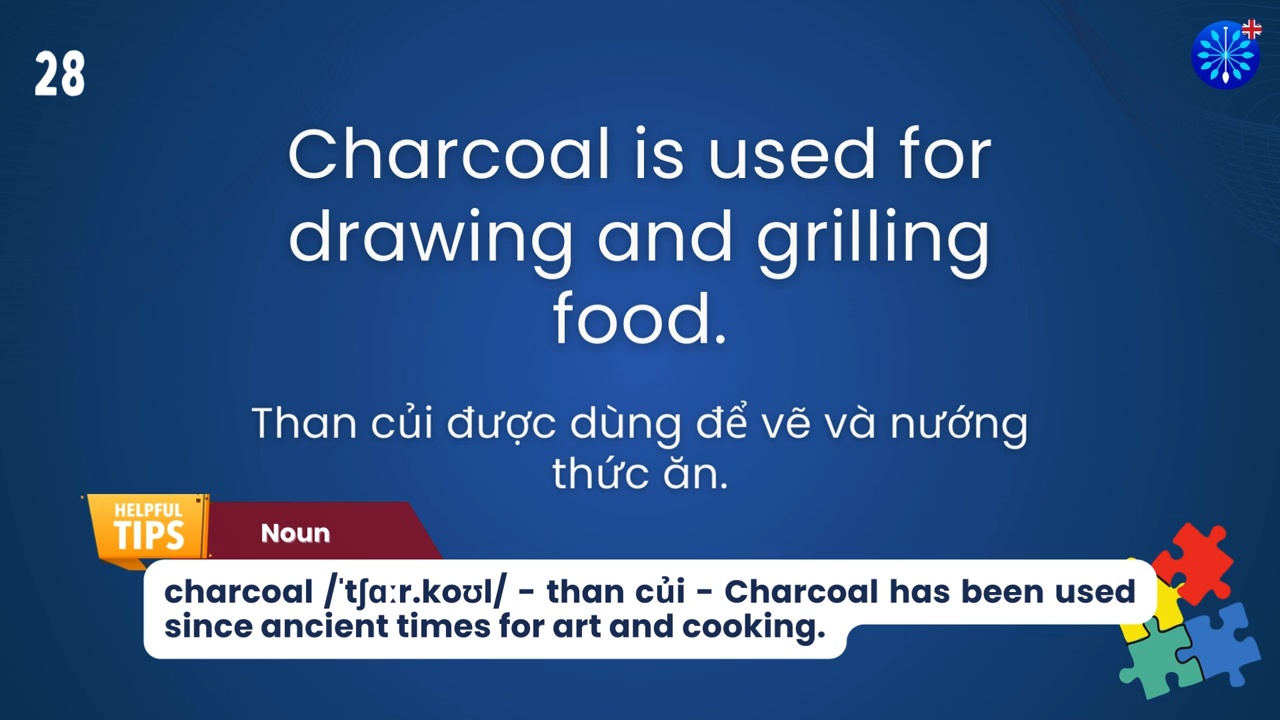 28
Charcoal is used for
drawing and grilling
food.
Than củi được dùng để vẽ và nướng
thức ăn.
HELPFUL
TIPS
Noun
charcoal /ˈtʃɑːr.koʊl/ - than củi - Charcoal has been used
since ancient times for art and cooking.